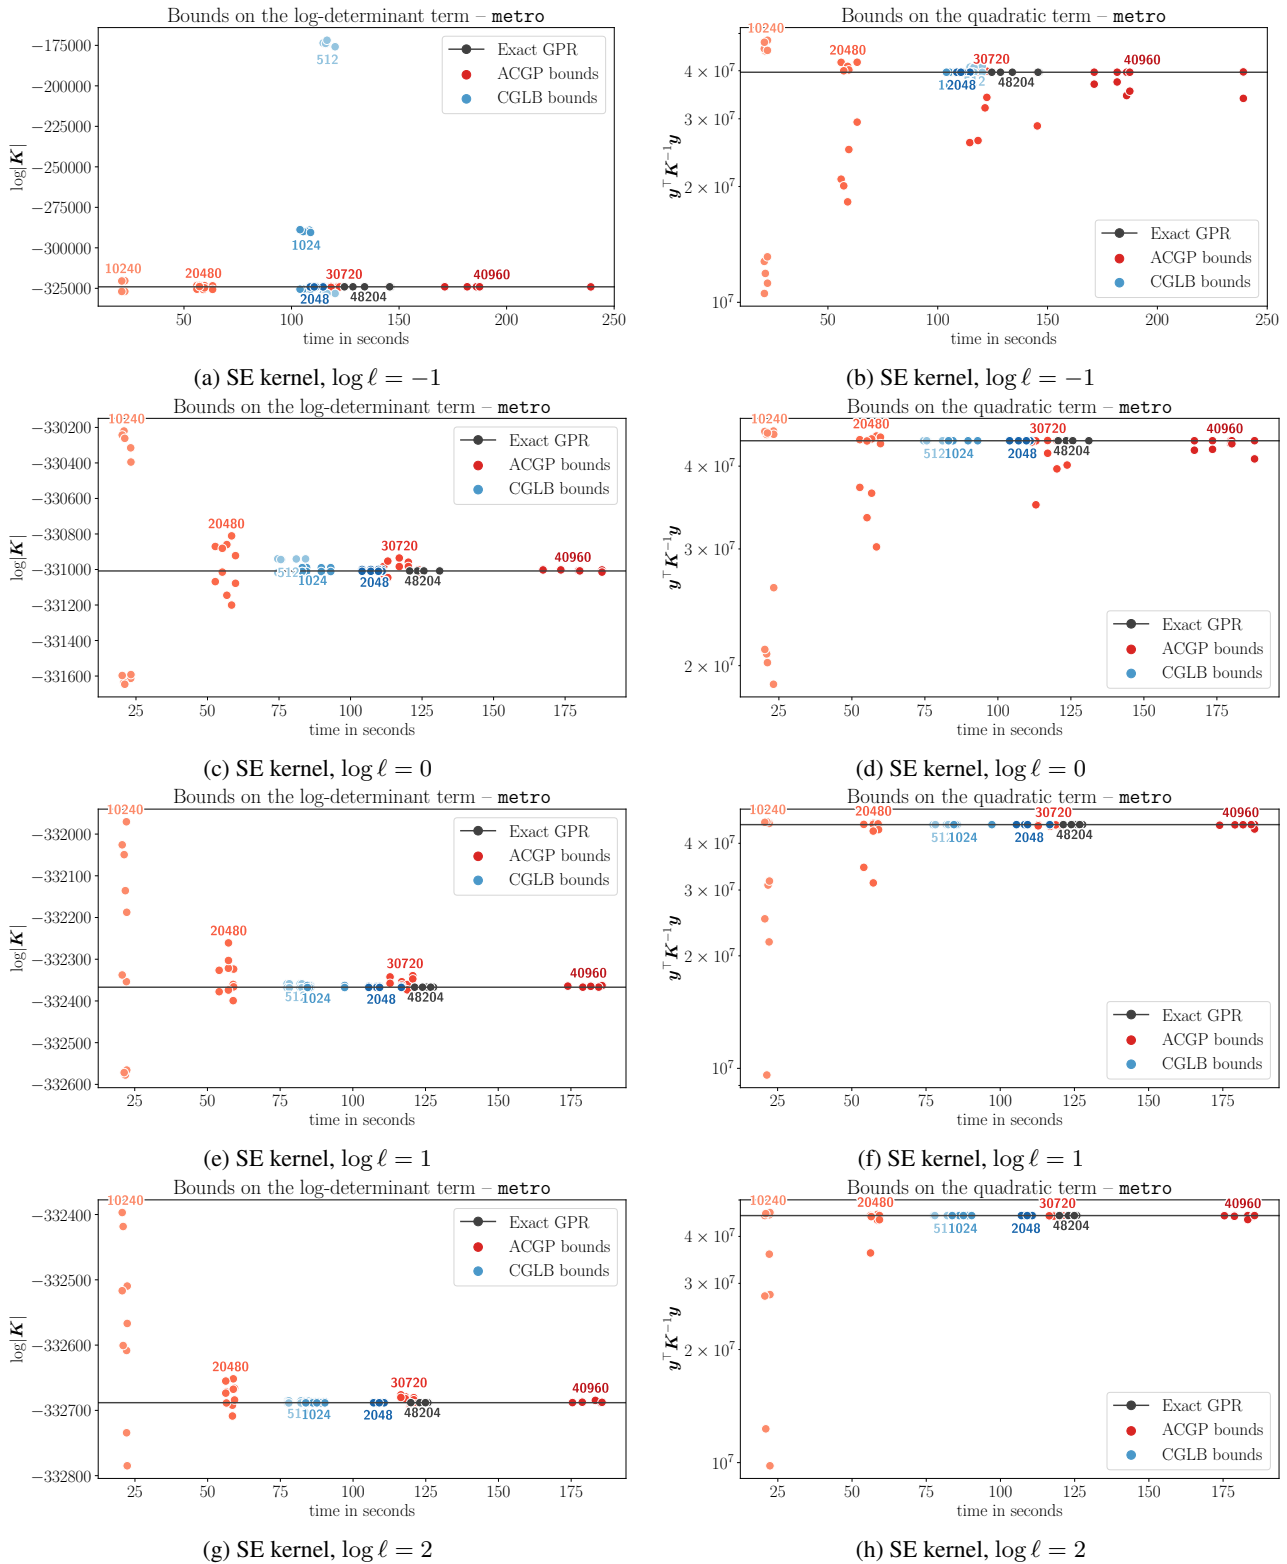 Bounds on the log-determinant term – metro
log|K|
−175000
−200000
−225000
−250000
−275000
−300000
−325000
512
1024
10240
20480
2048
30720
48204
40960
Exact GPR
ACGP bounds
CGLB bounds
50
100
150
200
250
time in seconds
(a) SE kernel, log ℓ = −1
Bounds on the quadratic term – metro
y⊤K−1y
4 × 10^7
3 × 10^7
2 × 10^7
10^7
10240
20480
2048
30720
48204
40960
Exact GPR
ACGP bounds
CGLB bounds
50
100
150
200
250
time in seconds
(b) SE kernel, log ℓ = −1
Bounds on the log-determinant term – metro
log|K|
−330200
−330400
−330600
−330800
−331000
−331200
−331400
−331600
10240
20480
512
1024
2048
30720
48204
40960
Exact GPR
ACGP bounds
CGLB bounds
25
50
75
100
125
150
175
time in seconds
(c) SE kernel, log ℓ = 0
Bounds on the quadratic term – metro
y⊤K−1y
4 × 10^7
3 × 10^7
2 × 10^7
10240
20480
512
1024
2048
30720
48204
40960
Exact GPR
ACGP bounds
CGLB bounds
25
50
75
100
125
150
175
time in seconds
(d) SE kernel, log ℓ = 0
Bounds on the log-determinant term – metro
log|K|
−332000
−332100
−332200
−332300
−332400
−332500
−332600
10240
20480
512
1024
2048
30720
48204
40960
Exact GPR
ACGP bounds
CGLB bounds
25
50
75
100
125
150
175
time in seconds
(e) SE kernel, log ℓ = 1
Bounds on the quadratic term – metro
y⊤K−1y
4 × 10^7
3 × 10^7
2 × 10^7
10^7
10240
20480
512
1024
2048
30720
48204
40960
Exact GPR
ACGP bounds
CGLB bounds
25
50
75
100
125
150
175
time in seconds
(f) SE kernel, log ℓ = 1
Bounds on the log-determinant term – metro
log|K|
−332400
−332500
−332600
−332700
−332800
10240
20480
1024
2048
30720
48204
40960
Exact GPR
ACGP bounds
CGLB bounds
25
50
75
100
125
150
175
time in seconds
(g) SE kernel, log ℓ = 2
Bounds on the quadratic term – metro
y⊤K−1y
4 × 10^7
3 × 10^7
2 × 10^7
10^7
10240
20480
1024
2048
30720
48204
40960
Exact GPR
ACGP bounds
CGLB bounds
25
50
75
100
125
150
175
time in seconds
(h) SE kernel, log ℓ = 2